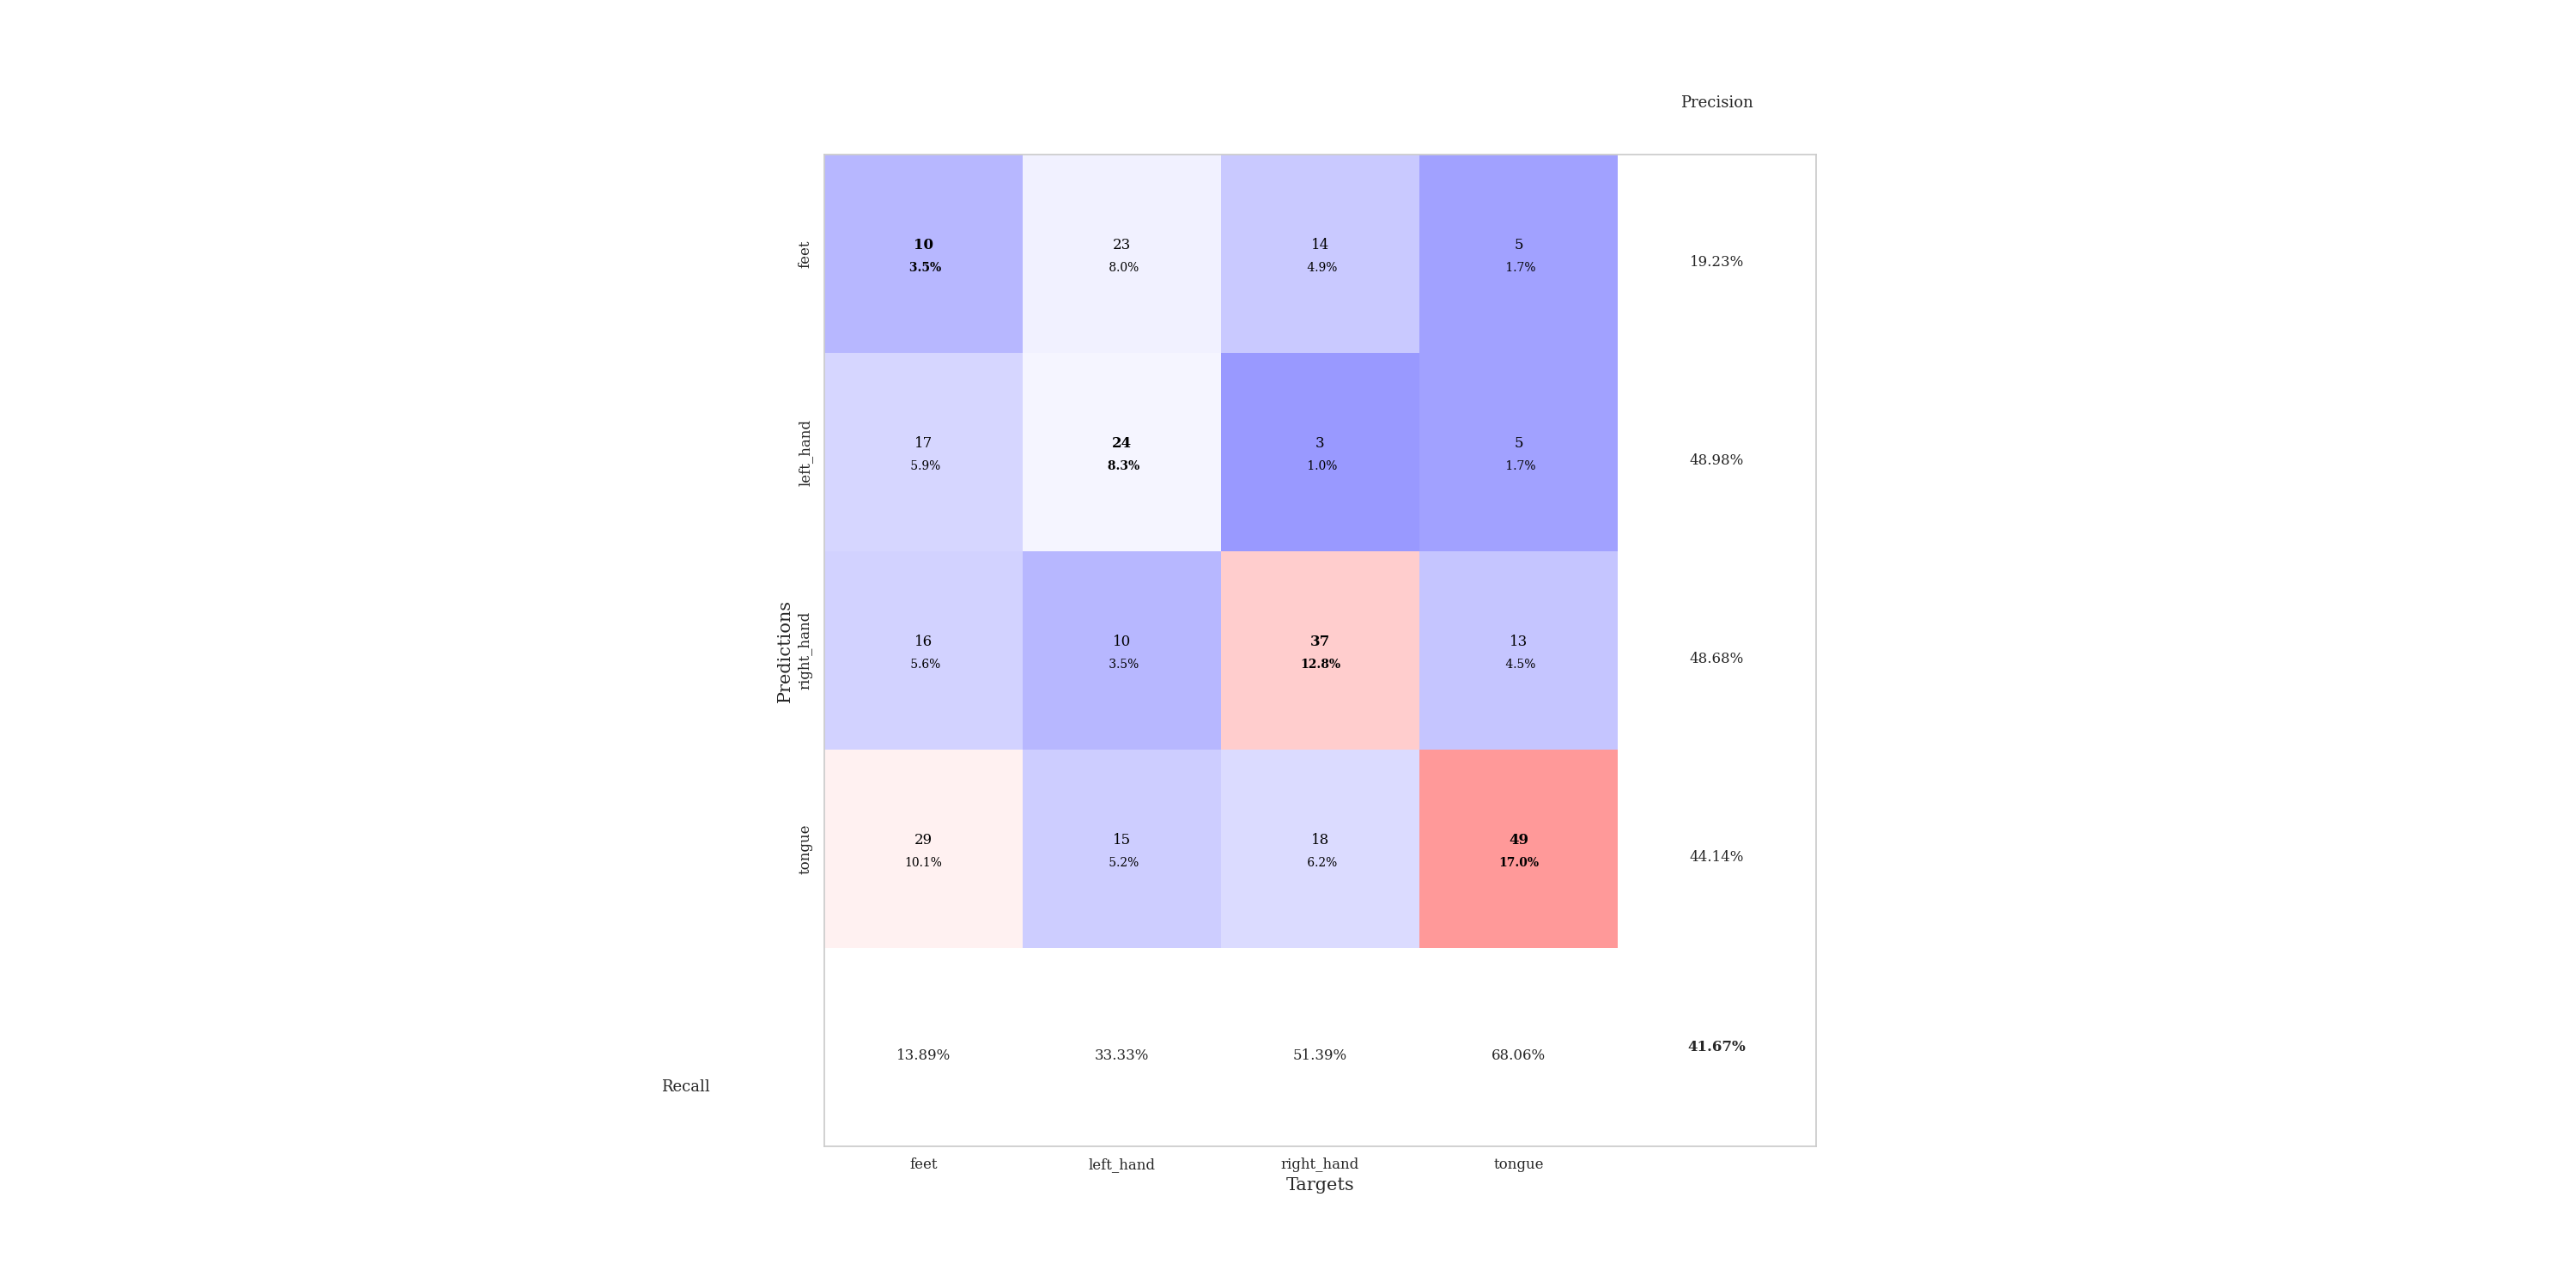 Precision
feet
10 23 14 5
3.5% 8.0% 4.9% 1.7%
19.23%
left_hand
17 24 3 5
5.9% 8.3% 1.0% 1.7%
48.98%
Predictions
right_hand
16 10 37 13
5.6% 3.5% 12.8% 4.5%
48.68%
tongue
29 15 18 49
10.1% 5.2% 6.2% 17.0%
44.14%
13.89% 33.33% 51.39% 68.06% 41.67%
Recall
feet left_hand right_hand tongue
Targets